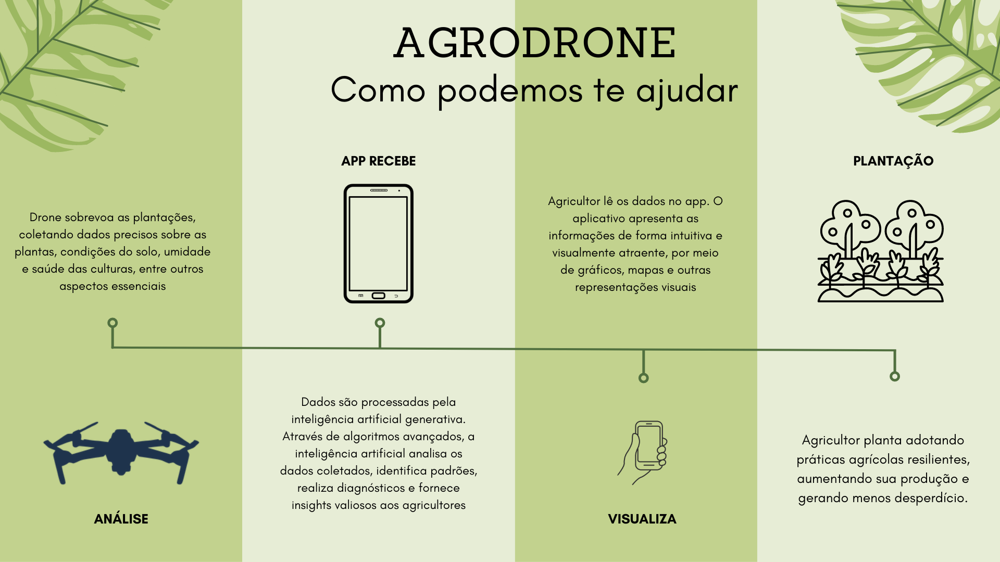 AGRODRONE
Como podemos te ajudar
Drone sobrevoa as plantações,
coletando dados precisos sobre as
plantas, condições do solo, umidade
e saúde das culturas, entre outros
aspectos essenciais
ANÁLISE
APP RECEBE
Dados são processadas pela
inteligência artificial generativa.
Através de algoritmos avançados, a
inteligência artificial analisa os
dados coletados, identifica padrões,
realiza diagnósticos e fornece
insights valiosos aos agricultores
Agricultor lê os dados no app. O
aplicativo apresenta as
informações de forma intuitiva e
visualmente atraente, por meio
de gráficos, mapas e outras
representações visuais
VISUALIZA
PLANTAÇÃO
Agricultor planta adotando
práticas agrícolas resilientes,
aumentando sua produção e
gerando menos desperdício.